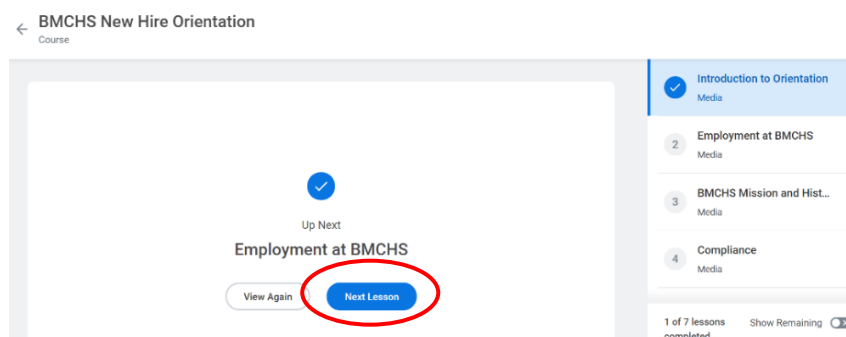 BMCHS New Hire Orientation
Course
Up Next
Employment at BMCHS
View Again
Next Lesson
Introduction to Orientation
Media
2
Employment at BMCHS
Media
3
BMCHS Mission and Hist...
Media
4
Compliance
Media
1 of 7 lessons
completed
Show Remaining